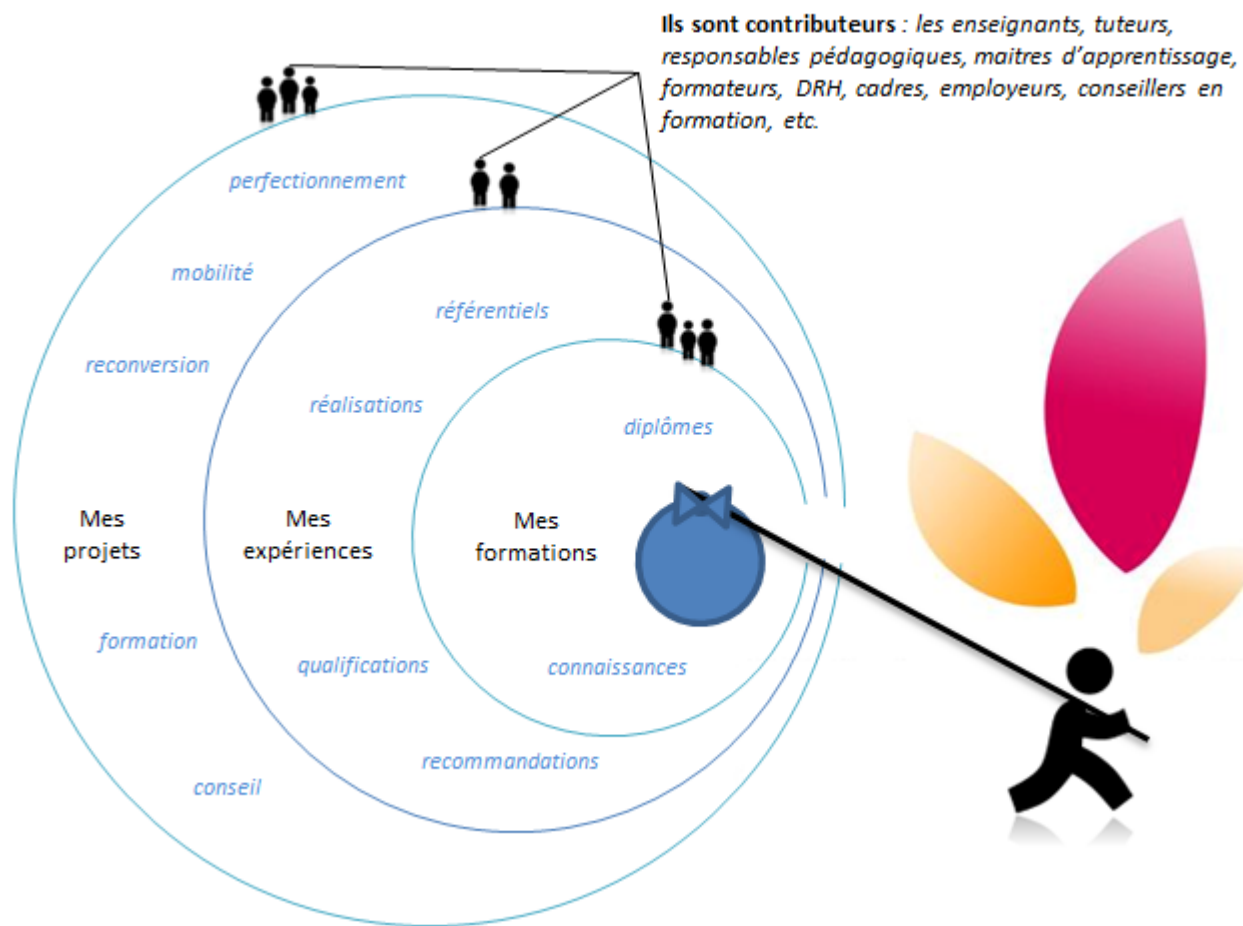 Ils sont contributeurs : les enseignants, tuteurs,
responsables pédagogiques, maitres d’apprentissage,
formateurs, DRH, cadres, employeurs, conseillers en
formation, etc.
perfectionnement
mobilité
référentiels
reconversion
réalisations
diplômes
Mes
projets
Mes
expériences
Mes
formations
formation
qualifications
connaissances
recommandations
conseil